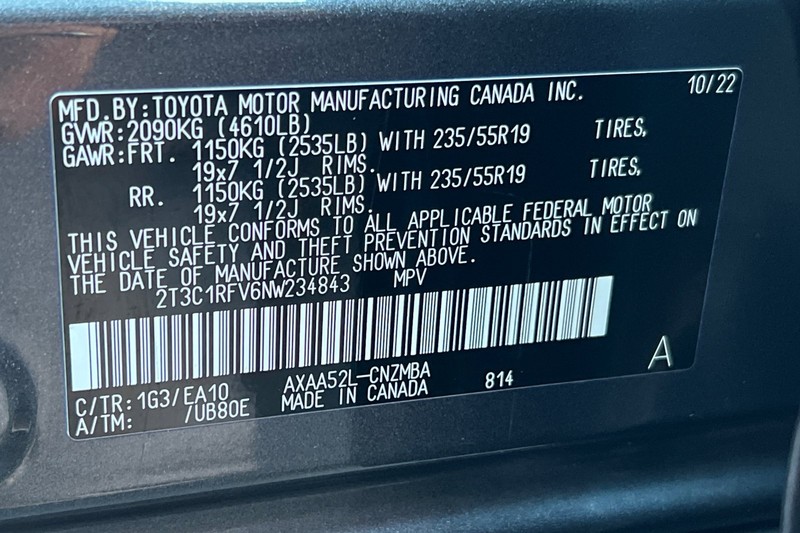 10/22
MFD.BY:TOYOTA MOTOR MANUFACTURING CANADA INC.
GVWR:2090KG (4610LB)
GAWR:FRT. 1150KG (2535LB) WITH 235/55R19 TIRES,
19x7 1/2J RIMS.
RR. 1150KG (2535LB) WITH 235/55R19 TIRES,
19x7 1/2J RIMS.
THIS VEHICLE CONFORMS TO ALL APPLICABLE FEDERAL MOTOR
VEHICLE SAFETY AND THEFT PREVENTION STANDARDS IN EFFECT ON
THE DATE OF MANUFACTURE SHOWN ABOVE.
2T3C1RFV6NW234843 MPV
C/TR:1G3/EA10 AXAA52L-CNZMBA 814 A
A/TM: /UB80E MADE IN CANADA